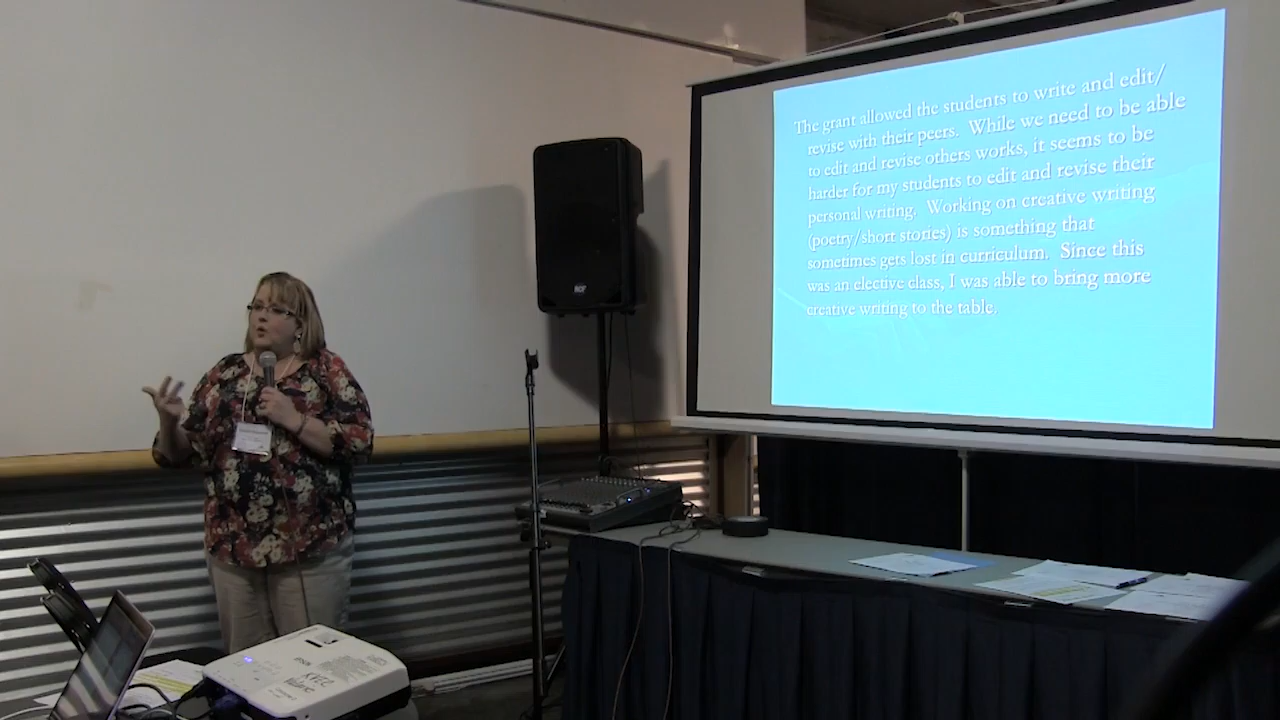 The grant allowed the students to write and edit/
revise with their peers. While we need to be able
to edit and revise others works, it seems to be
harder for my students to edit and revise their
personal writing. Working on creative writing
(poetry/short stories) is something that
sometimes gets lost in curriculum. Since this
was an elective class, I was able to bring more
creative writing to the table.
RCF
KVEC